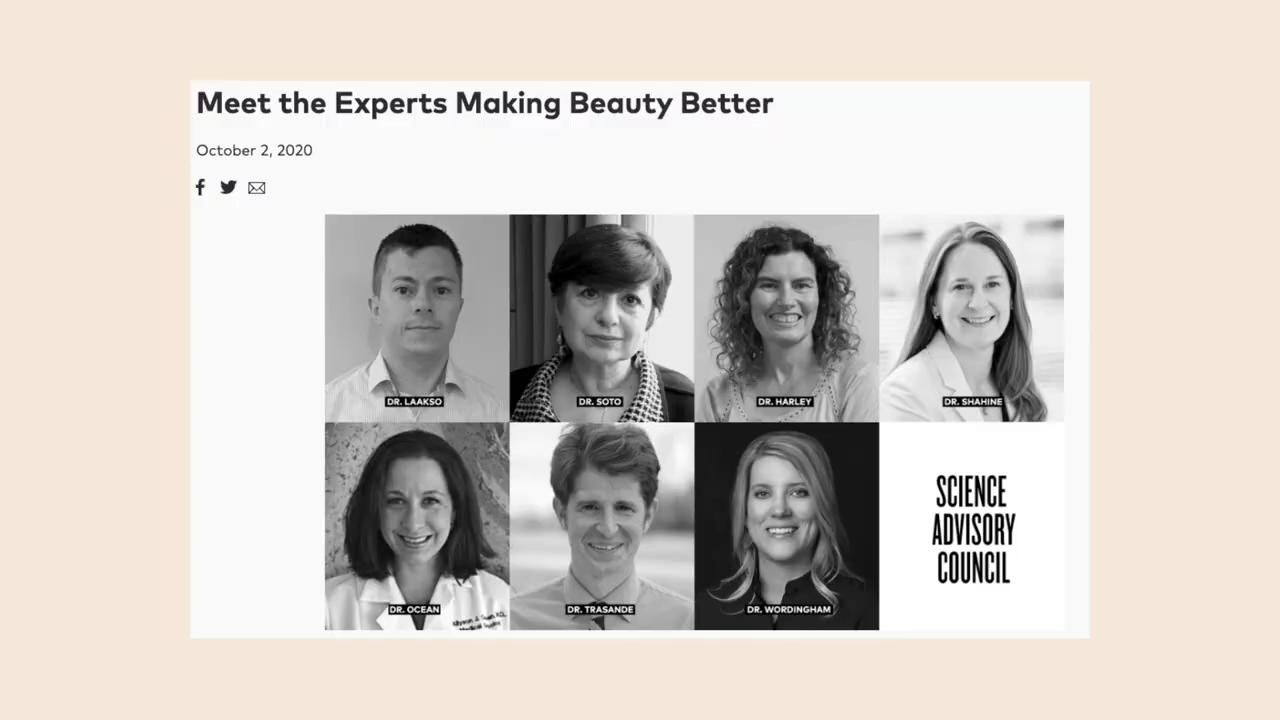 Meet the Experts Making Beauty Better
October 2, 2020
DR. LAAKSO
DR. SOTO
DR. HARLEY
DR. SHAHINE
DR. OCEAN
DR. TRASANDE
DR. WORDINGHAM
SCIENCE
ADVISORY
COUNCIL